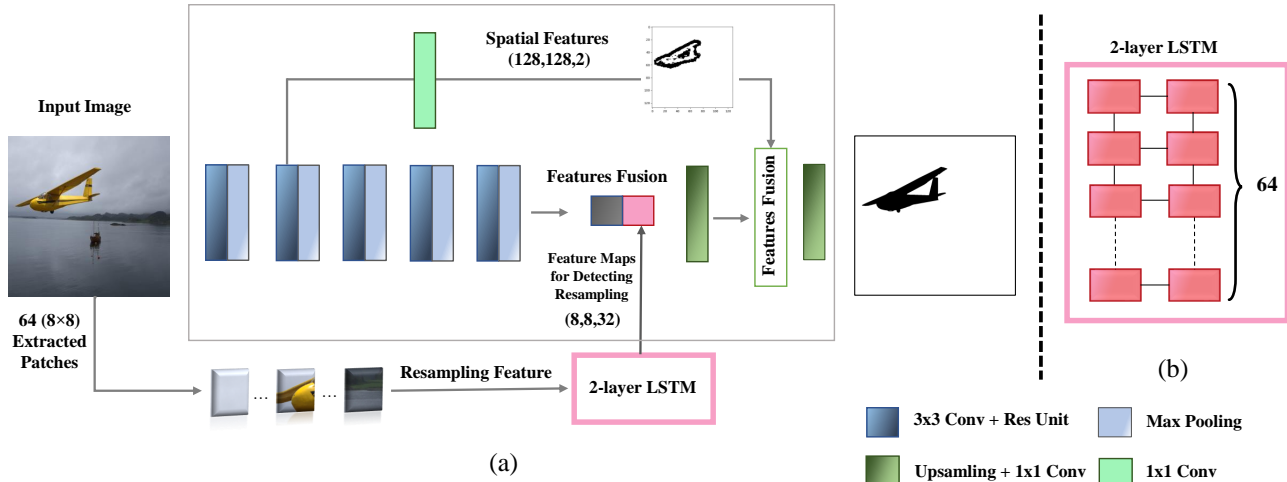 Input Image
64 (8×8)
Extracted
Patches
Spatial Features
(128,128,2)
Features Fusion
Feature Maps
for Detecting
Resampling
(8,8,32)
Features Fusion
Resampling Feature
... ...
2-layer LSTM
(a)
2-layer LSTM
64
(b)
3x3 Conv + Res Unit
Max Pooling
Upsamling + 1x1 Conv
1x1 Conv